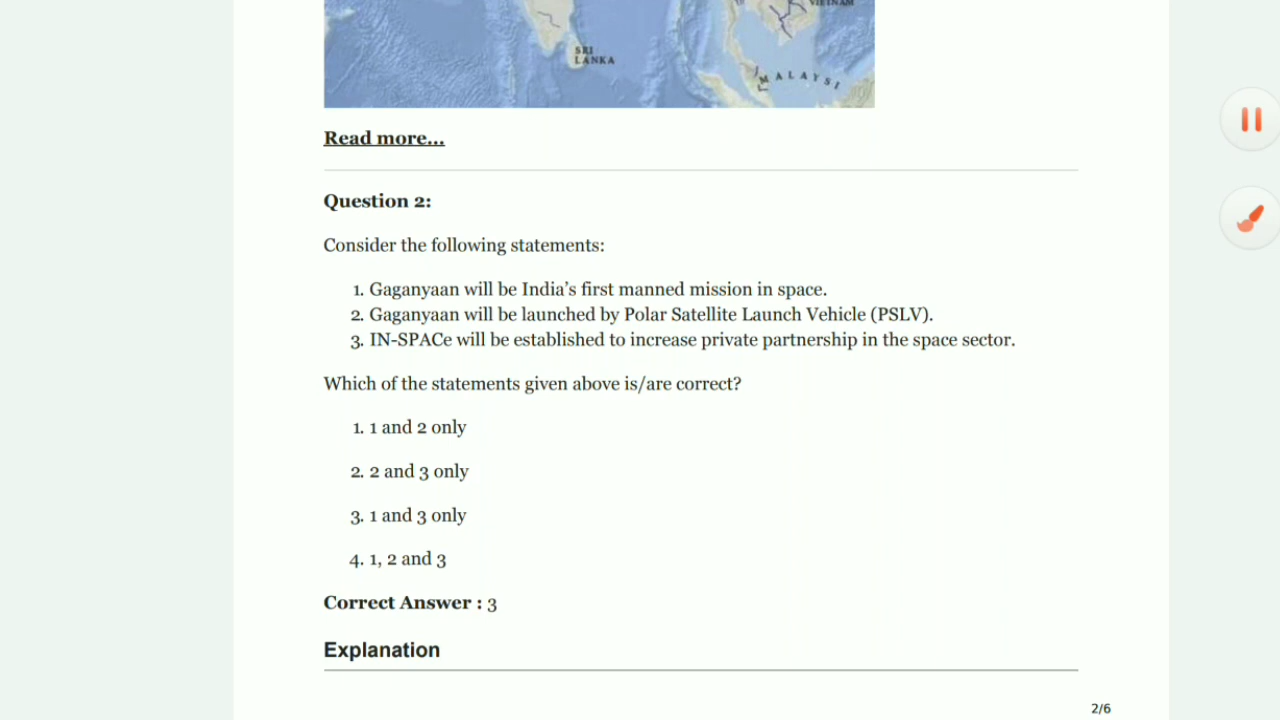 VIETNAM
SRI
LANKA
MALAYSI
Read more...
Question 2:
Consider the following statements:
1. Gaganyaan will be India’s first manned mission in space.
2. Gaganyaan will be launched by Polar Satellite Launch Vehicle (PSLV).
3. IN-SPACe will be established to increase private partnership in the space sector.
Which of the statements given above is/are correct?
1. 1 and 2 only
2. 2 and 3 only
3. 1 and 3 only
4. 1, 2 and 3
Correct Answer : 3
Explanation
2/6